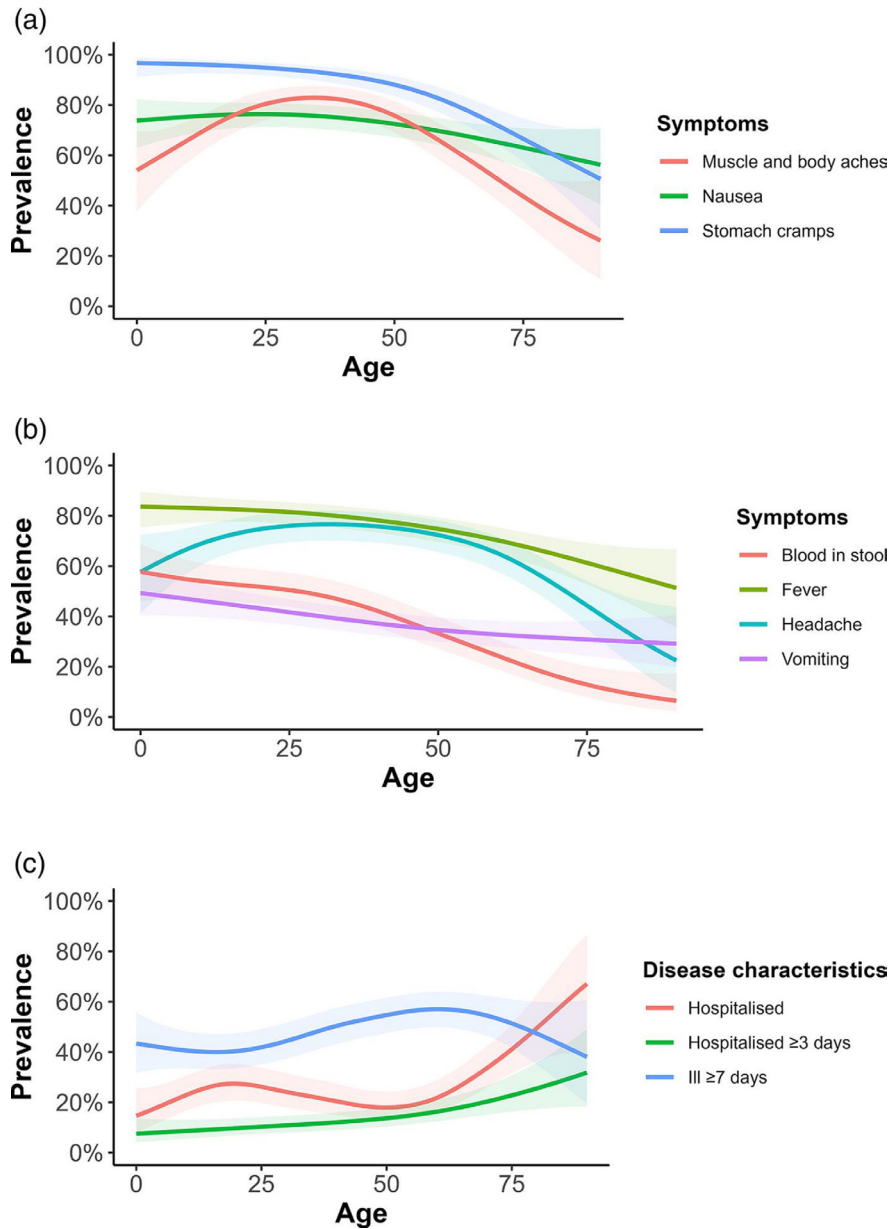 (a)
100%
80%
60%
40%
20%
0%
Prevalence
0 25 50 75
Age
Symptoms
Muscle and body aches
Nausea
Stomach cramps
(b)
100%
80%
60%
40%
20%
0%
Prevalence
0 25 50 75
Age
Symptoms
Blood in stool
Fever
Headache
Vomiting
(c)
100%
80%
60%
40%
20%
0%
Prevalence
0 25 50 75
Age
Disease characteristics
Hospitalised
Hospitalised ≥3 days
Ill ≥7 days